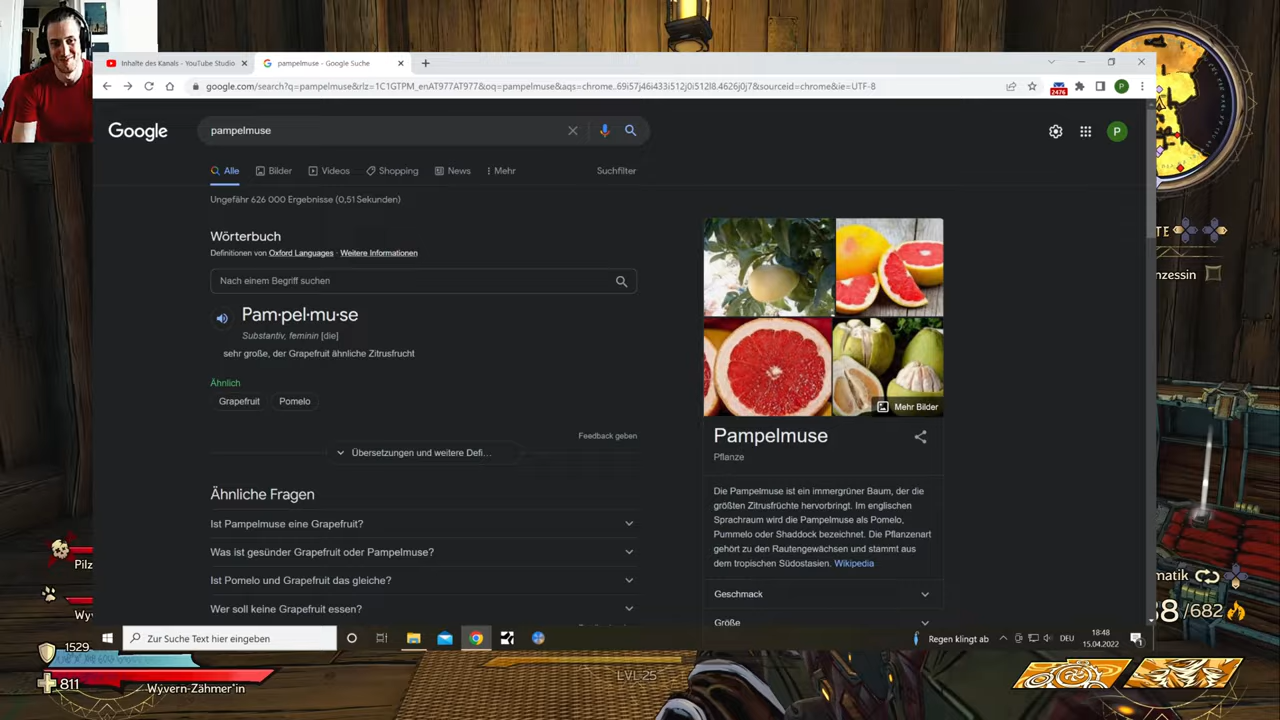 Inhalte des Kanals - YouTube Studio
pampelmuse - Google Suche
google.com/search?q=pampelmuse&rlz=1C1GTPM_enAT977AT977&oq=pampelmuse&aqs=chrome..69i57j46i433i512j0i512l8.4626j0j7&sourceid=chrome&ie=UTF-8
2476
P
Google
pampelmuse
P
Alle
Bilder
Videos
Shopping
News
Mehr
Suchfilter
Ungefähr 626 000 Ergebnisse (0,51 Sekunden)
Wörterbuch
Definitionen von Oxford Languages · Weitere Informationen
Nach einem Begriff suchen
Pam·pel·mu·se
Substantiv, feminin [die]
sehr große, der Grapefruit ähnliche Zitrusfrucht
Ähnlich
Grapefruit
Pomelo
Feedback geben
Übersetzungen und weitere Defi...
Ähnliche Fragen
Ist Pampelmuse eine Grapefruit?
Was ist gesünder Grapefruit oder Pampelmuse?
Ist Pomelo und Grapefruit das gleiche?
Wer soll keine Grapefruit essen?
Mehr Bilder
Pampelmuse
Pflanze
Die Pampelmuse ist ein immergrüner Baum, der die
größten Zitrusfrüchte hervorbringt. Im englischen
Sprachraum wird die Pampelmuse als Pomelo,
Pummelo oder Shaddock bezeichnet. Die Pflanzenart
gehört zu den Rautengewächsen und stammt aus
dem tropischen Südostasien. Wikipedia
Geschmack
Größe
TE
nzessin
Pilz
Wy
matik
8/682
Zur Suche Text hier eingeben
Regen klingt ab
DEU
18:48
15.04.2022
1
1529
811
Wyvern-Zähmer*in
LVL 25